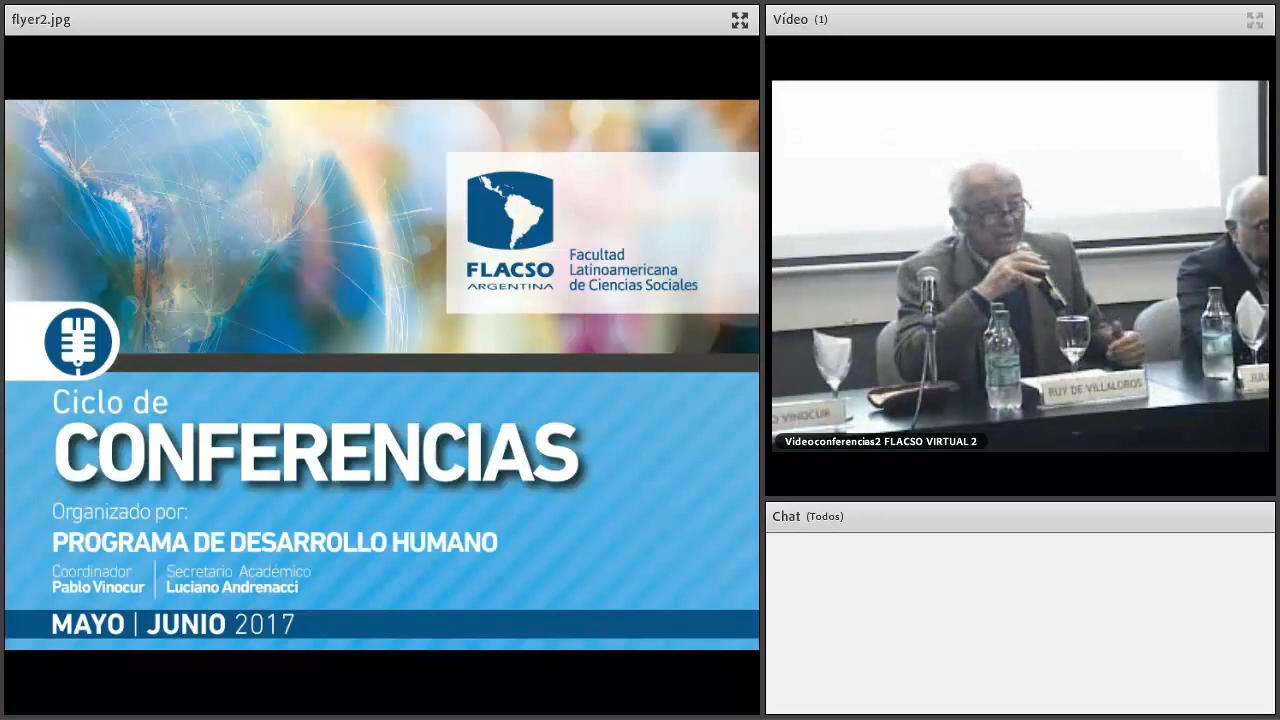 flyer2.jpg
FLACSO
ARGENTINA
Facultad
Latinoamericana
de Ciencias Sociales
Ciclo de
CONFERENCIAS
Organizado por:
PROGRAMA DE DESARROLLO HUMANO
Coordinador
Pablo Vinocur
Secretario Académico
Luciano Andrenacci
MAYO | JUNIO 2017
Vídeo (1)
O VINOCUR
RUY DE VILLALOBOS
Videoconferencias2 FLACSO VIRTUAL 2
Chat (Todos)